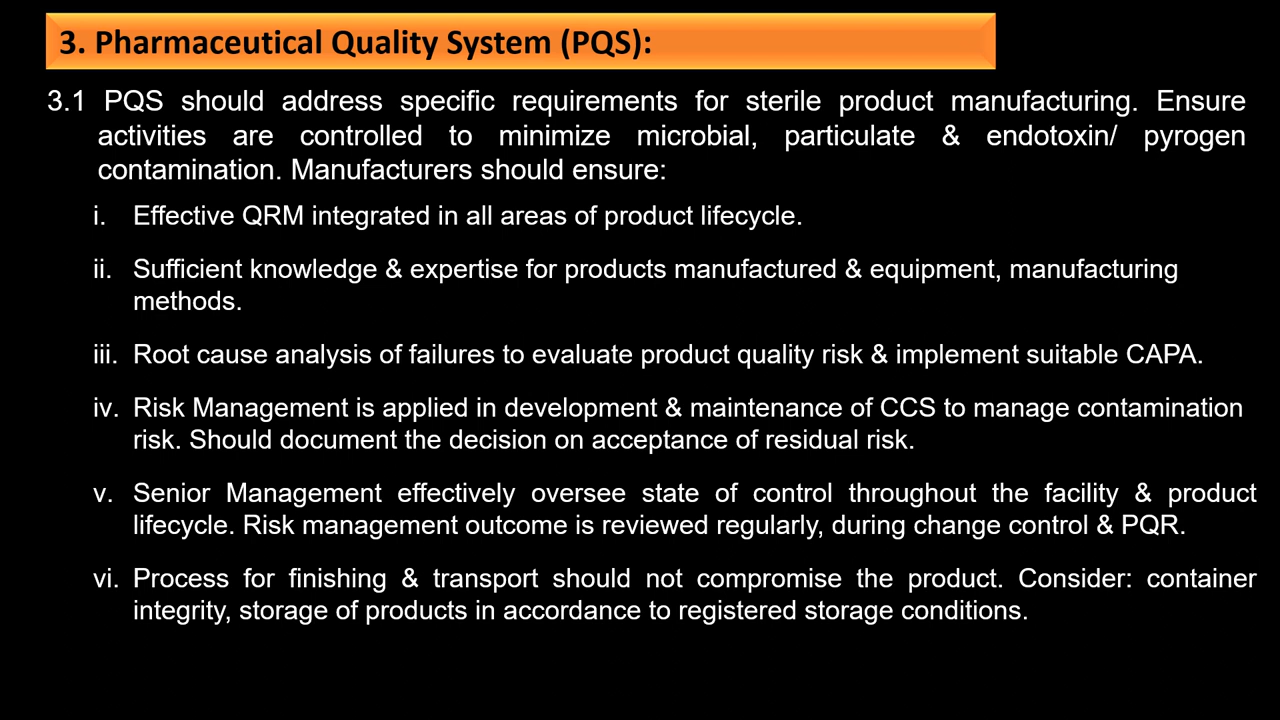 3. Pharmaceutical Quality System (PQS):
3.1 PQS should address specific requirements for sterile product manufacturing. Ensure
activities are controlled to minimize microbial, particulate & endotoxin/ pyrogen
contamination. Manufacturers should ensure:
i. Effective QRM integrated in all areas of product lifecycle.
ii. Sufficient knowledge & expertise for products manufactured & equipment, manufacturing
methods.
iii. Root cause analysis of failures to evaluate product quality risk & implement suitable CAPA.
iv. Risk Management is applied in development & maintenance of CCS to manage contamination
risk. Should document the decision on acceptance of residual risk.
v. Senior Management effectively oversee state of control throughout the facility & product
lifecycle. Risk management outcome is reviewed regularly, during change control & PQR.
vi. Process for finishing & transport should not compromise the product. Consider: container
integrity, storage of products in accordance to registered storage conditions.